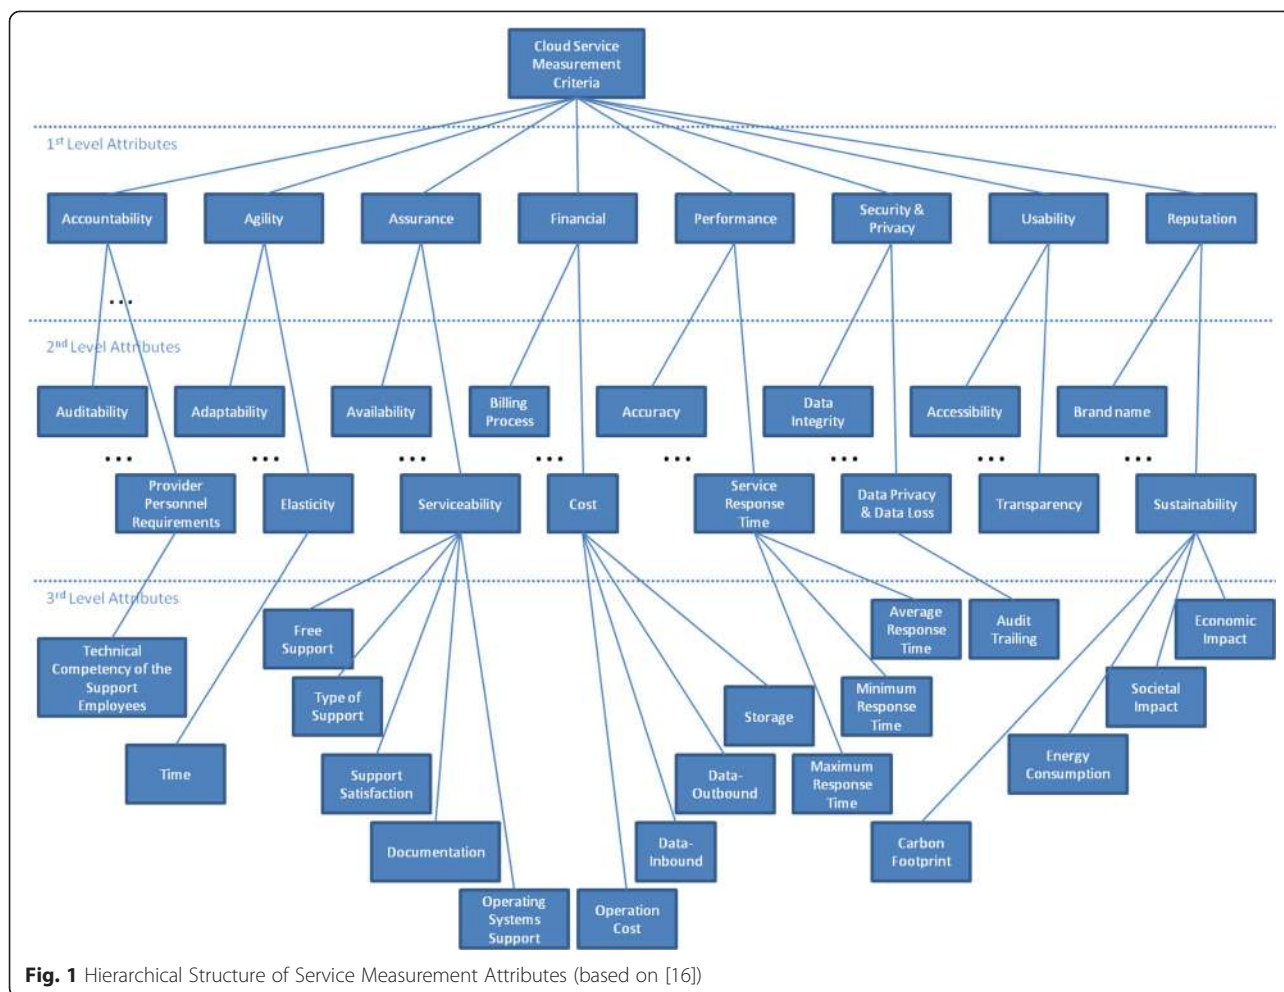 Cloud Service
Measurement
Criteria
1st Level Attributes
Accountability
Agility
Assurance
Financial
Performance
Security &
Privacy
Usability
Reputation
...
2nd Level Attributes
Auditability
Adaptability
Availability
Billing
Process
Accuracy
Data
Integrity
Accessibility
Brand name
... ... ... ... ... ... ... ...
Provider
Personnel
Requirements
Elasticity
Serviceability
Cost
Service
Response
Time
Data Privacy
& Data Loss
Transparency
Sustainability
3rd Level Attributes
Technical
Competency of the
Support
Employees
Time
Free
Support
Type of
Support
Support
Satisfaction
Documentation
Operating
Systems
Support
Operation
Cost
Data-
Inbound
Data-
Outbound
Storage
Maximum
Response
Time
Minimum
Response
Time
Average
Response
Time
Audit
Trailing
Carbon
Footprint
Energy
Consumption
Societal
Impact
Economic
Impact
Fig. 1 Hierarchical Structure of Service Measurement Attributes (based on [16])